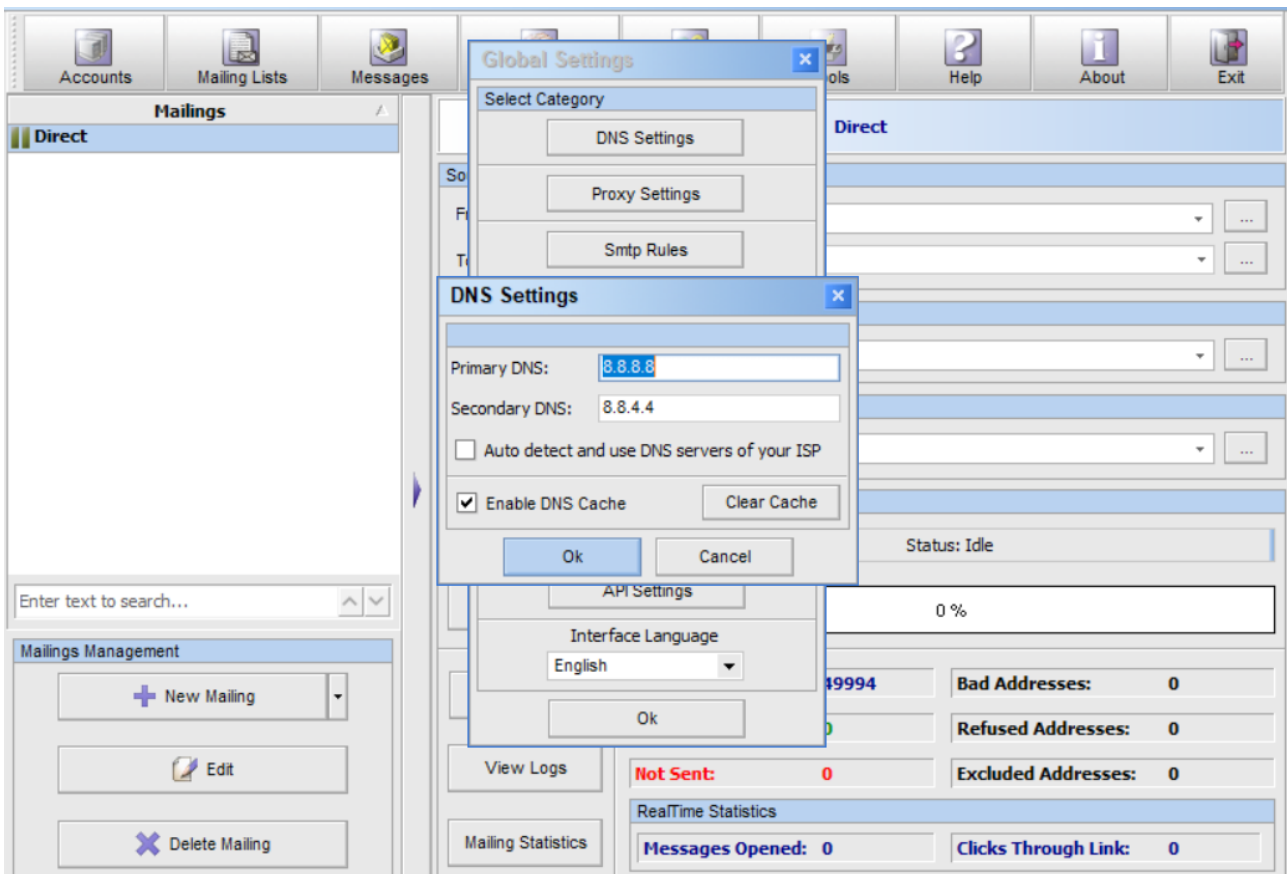 Accounts
Mailing Lists
Messages
Help
About
Exit
Global Settings
Select Category
DNS Settings
Proxy Settings
Smtp Rules
Mailings
Direct
Direct
DNS Settings
Primary DNS: 8.8.8.8
Secondary DNS: 8.8.4.4
Auto detect and use DNS servers of your ISP
Enable DNS Cache
Clear Cache
Ok
Cancel
API Settings
Interface Language
English
Ok
Status: Idle
0 %
Enter text to search...
Mailings Management
New Mailing
Edit
Delete Mailing
View Logs
Mailing Statistics
49994
Bad Addresses: 0
Refused Addresses: 0
Not Sent: 0
Excluded Addresses: 0
RealTime Statistics
Messages Opened: 0
Clicks Through Link: 0